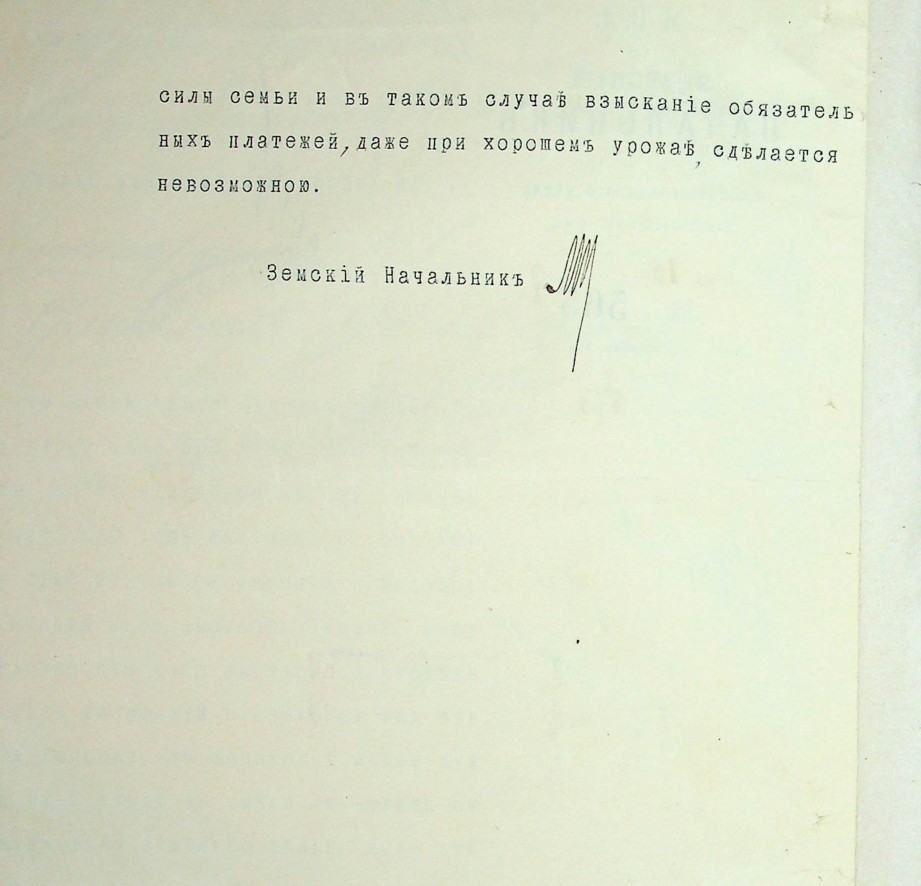 силы семьи и въ такомъ случаѣ взысканіе обязатель
ныхъ платежей, даже при хорошемъ урожаѣ, сдѣлается
невозможною.
Земскій Начальникъ